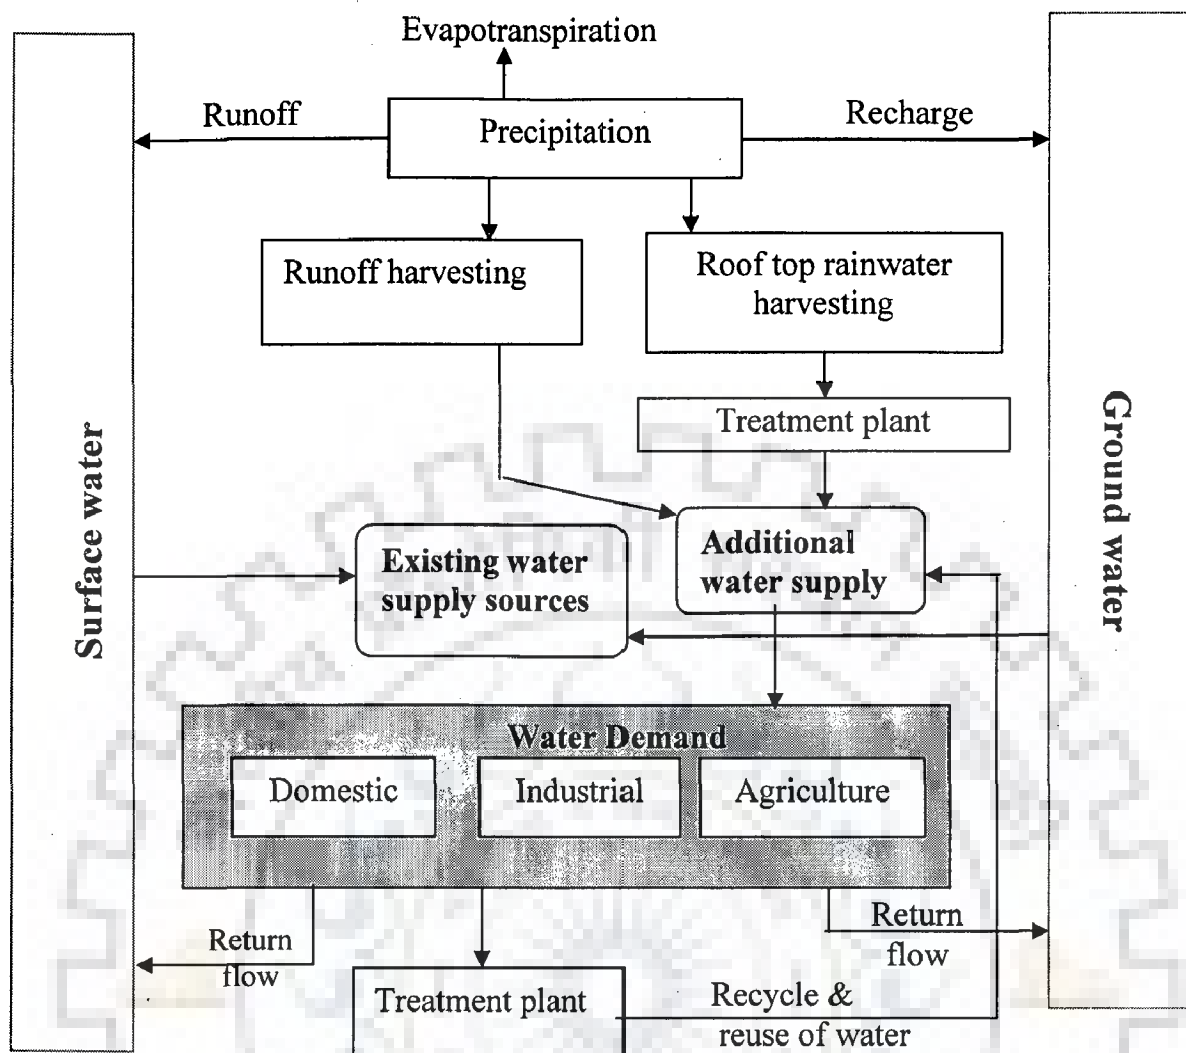 Evapotranspiration
Runoff
Precipitation
Recharge
Runoff harvesting
Roof top rainwater
harvesting
Treatment plant
Surface water
Ground water
Existing water
supply sources
Additional
water supply
Water Demand
Domestic
Industrial
Agriculture
Return
flow
Return
flow
Treatment plant
Recycle &
reuse of water